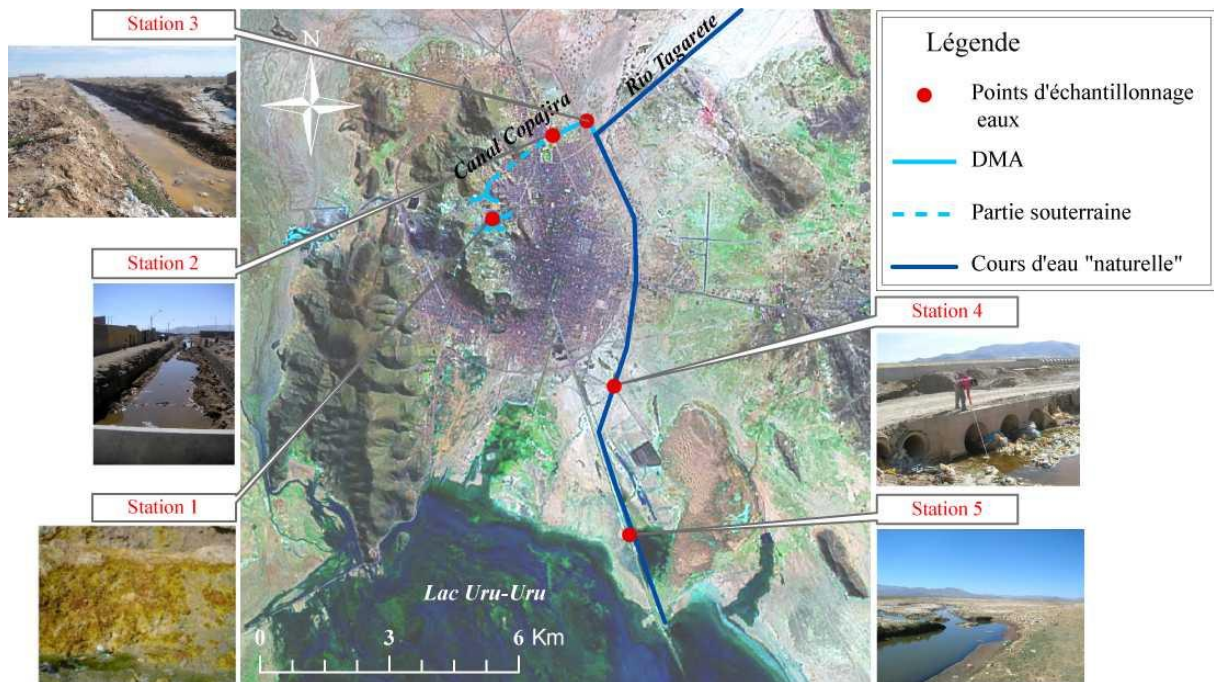 Station 3
N
Rio Tagarete
Canal Copajira
Station 2
Station 1
Lac Uru-Uru
0 3 6 Km
Légende
Points d'échantillonnage
eaux
DMA
Partie souterraine
Cours d'eau "naturelle"
Station 4
Station 5